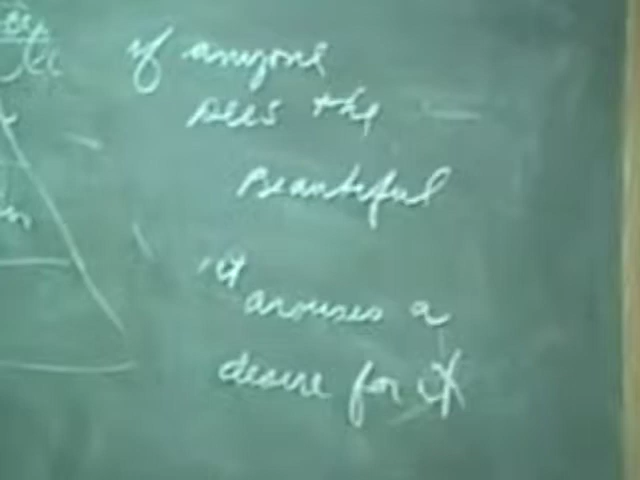 if anyone
sees the
Beautiful
it
arouses a
desire for it